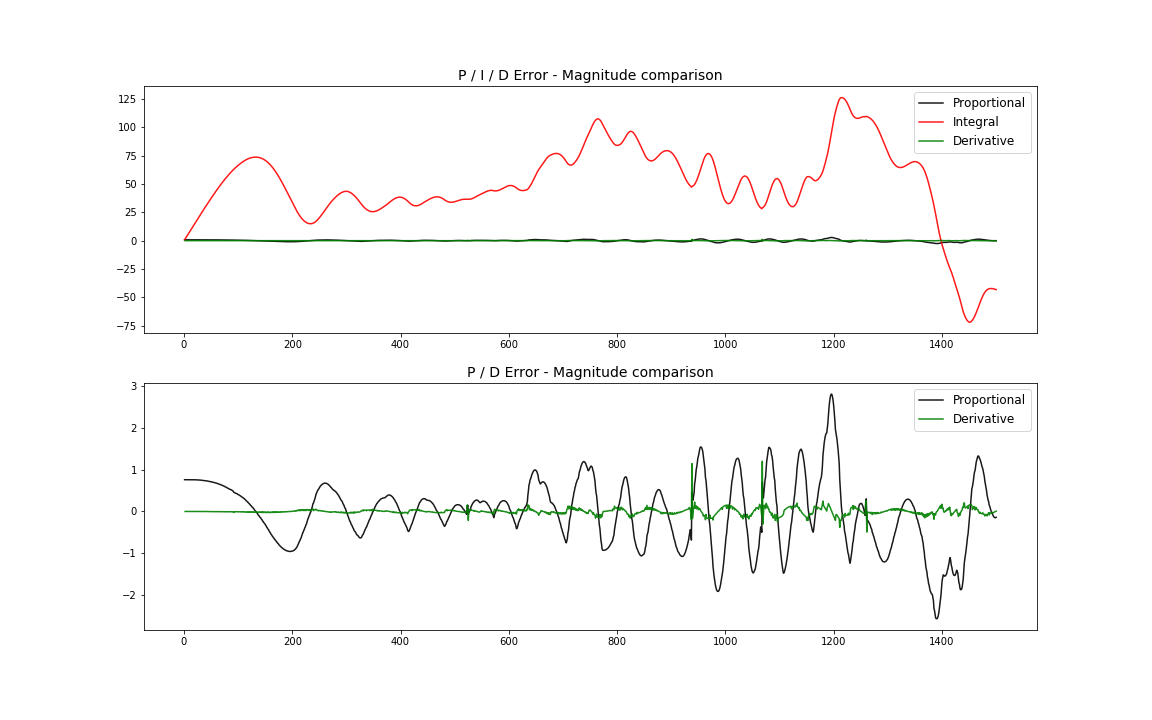 P / I / D Error - Magnitude comparison
125
100
75
50
25
0
−25
−50
−75
Proportional
Integral
Derivative
0 200 400 600 800 1000 1200 1400
P / D Error - Magnitude comparison
3
2
1
0
−1
−2
Proportional
Derivative
0 200 400 600 800 1000 1200 1400